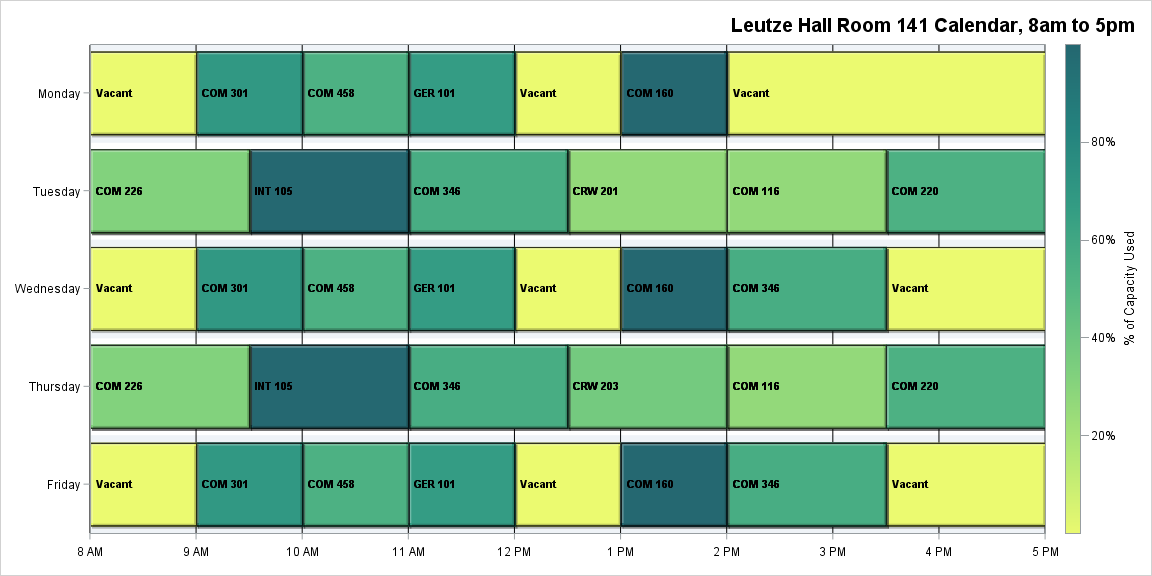 Leutze Hall Room 141 Calendar, 8am to 5pm
Monday
Vacant
COM 301
COM 458
GER 101
Vacant
COM 160
Vacant
Tuesday
COM 226
INT 105
COM 346
CRW 201
COM 116
COM 220
Wednesday
Vacant
COM 301
COM 458
GER 101
Vacant
COM 160
COM 346
Vacant
Thursday
COM 226
INT 105
COM 346
CRW 203
COM 116
COM 220
Friday
Vacant
COM 301
COM 458
GER 101
Vacant
COM 160
COM 346
Vacant
8 AM
9 AM
10 AM
11 AM
12 PM
1 PM
2 PM
3 PM
4 PM
5 PM
80%
60%
40%
20%
% of Capacity Used